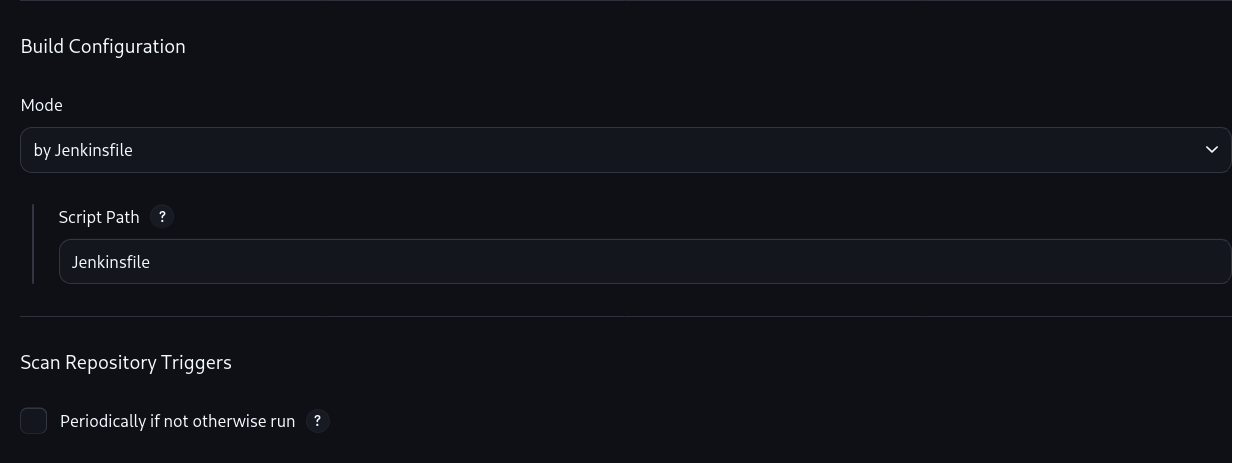 Build Configuration
Mode
by Jenkinsfile
Script Path ?
Jenkinsfile
Scan Repository Triggers
Periodically if not otherwise run ?